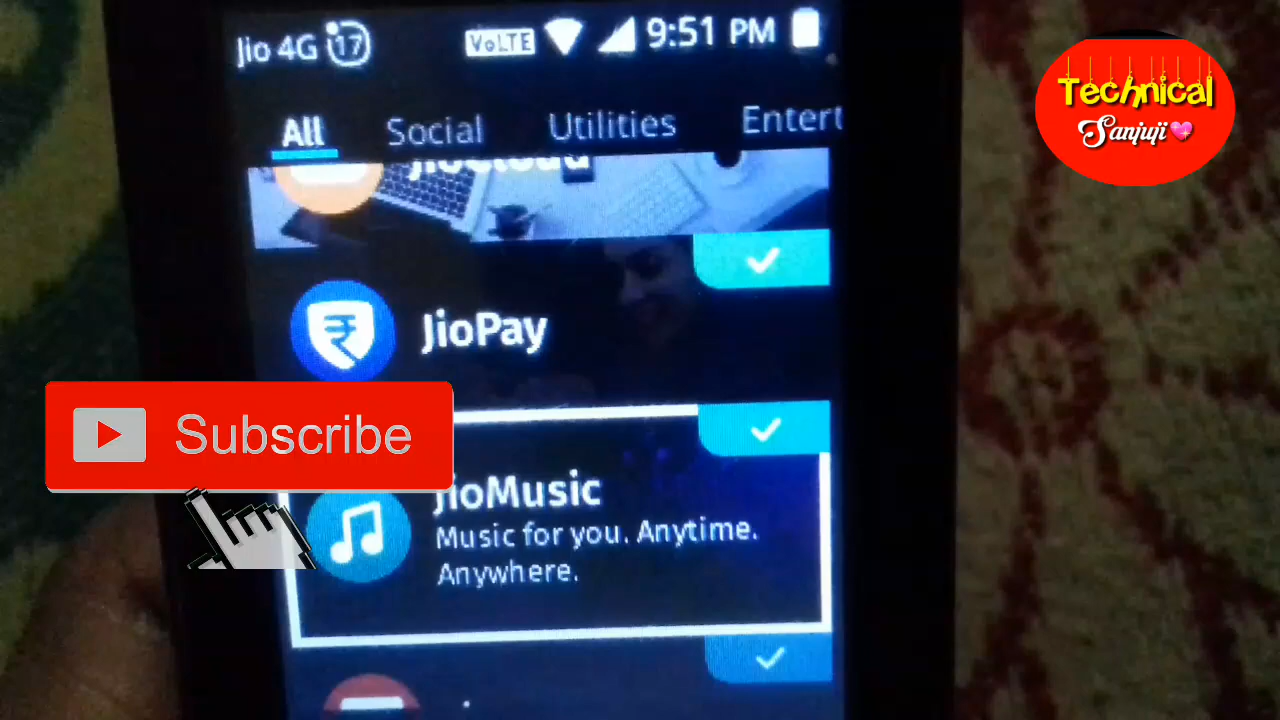 Jio 4G 17 VoLTE 9:51 PM
All Social Utilities Entert
Technical
Sanjuji
JioCloud
JioPay
Subscribe
JioMusic
Music for you. Anytime.
Anywhere.